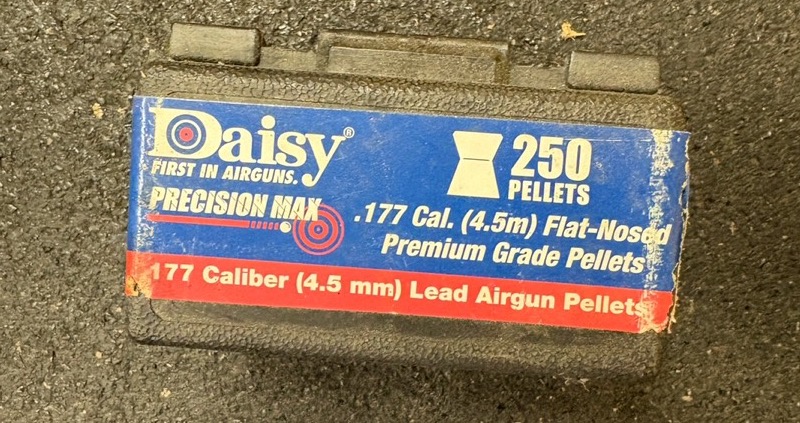 Daisy®
FIRST IN AIRGUNS.
PRECISION MAX
250
PELLETS
.177 Cal. (4.5m) Flat-Nosed
Premium Grade Pellets
177 Caliber (4.5 mm) Lead Airgun Pellets